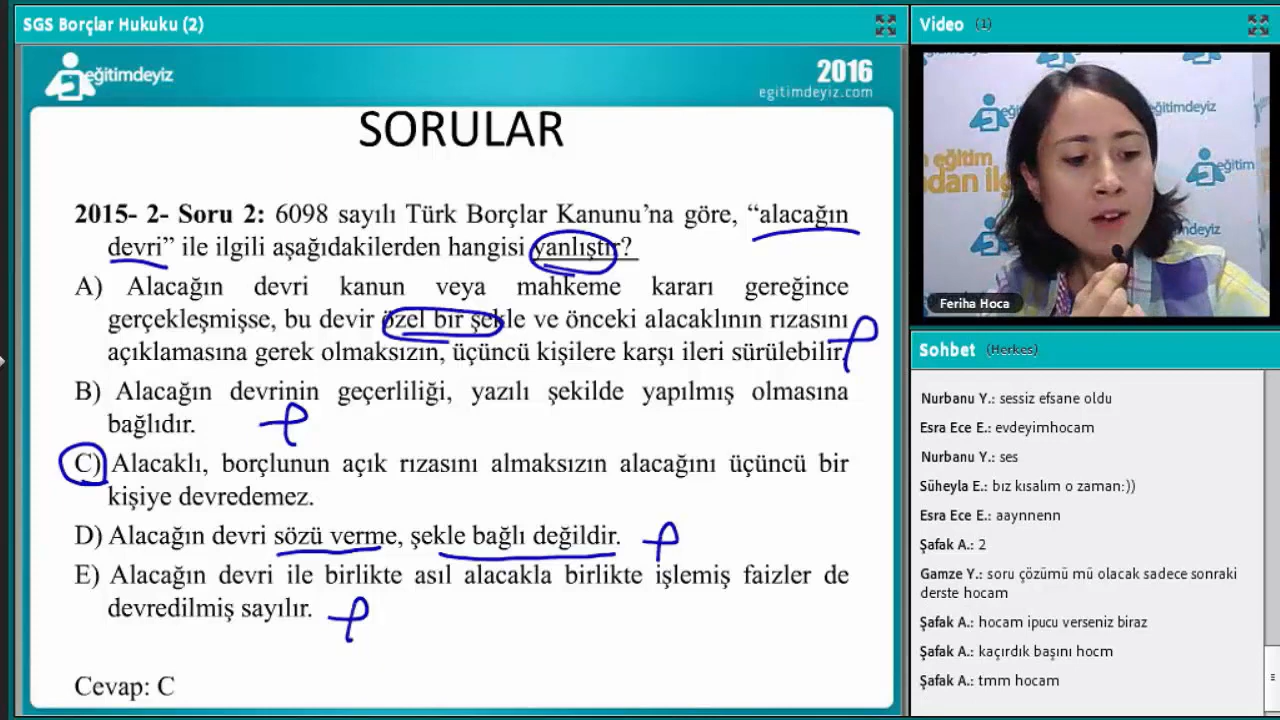 SGS Borçlar Hukuku (2)
eğitimdeyiz
2016
egitimdeyiz.com
SORULAR
2015- 2- Soru 2: 6098 sayılı Türk Borçlar Kanunu’na göre, “alacağın
devri” ile ilgili aşağıdakilerden hangisi yanlıştır?
A) Alacağın devri kanun veya mahkeme kararı gereğince
gerçekleşmişse, bu devir özel bir şekle ve önceki alacaklının rızasını
açıklamasına gerek olmaksızın, üçüncü kişilere karşı ileri sürülebilir.
B) Alacağın devrinin geçerliliği, yazılı şekilde yapılmış olmasına
bağlıdır.
C) Alacaklı, borçlunun açık rızasını almaksızın alacağını üçüncü bir
kişiye devredemez.
D) Alacağın devri sözü verme, şekle bağlı değildir.
E) Alacağın devri ile birlikte asıl alacakla birlikte işlemiş faizler de
devredilmiş sayılır.
Cevap: C
Video (1)
eğitimdeyiz
eğitim
eğitim
Feriha Hoca
Sohbet (Herkes)
Nurbanu Y.: sessiz efsane oldu
Esra Ece E.: evdeyimhocam
Nurbanu Y.: ses
Süheyla E.: bız kısalım o zaman:))
Esra Ece E.: aaynnenn
Şafak A.: 2
Gamze Y.: soru çözümü mü olacak sadece sonraki
derste hocam
Şafak A.: hocam ipucu verseniz biraz
Şafak A.: kaçırdık başını hocm
Şafak A.: tmm hocam